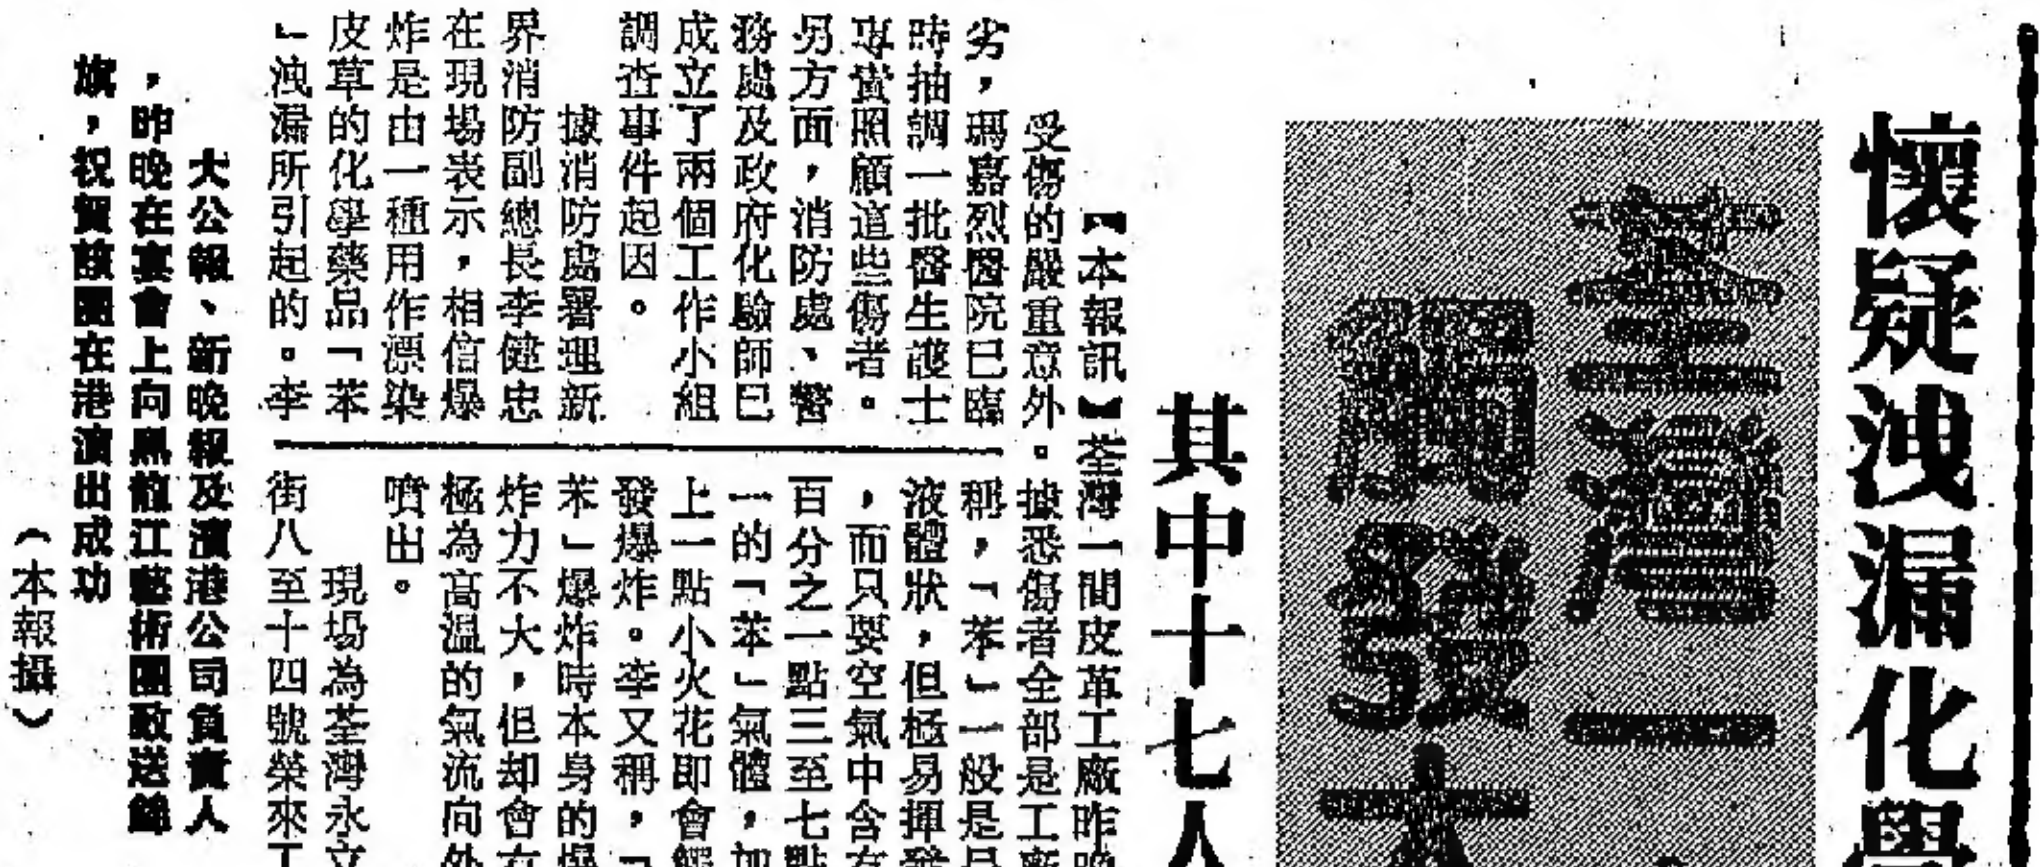 懷疑洩漏化學
荃灣一
發大
其中十七人
【本報訊】荃灣一間皮革工廠昨晚
受傷的嚴重意外。據悉傷者全部是工廠
劣，瑪嘉烈醫院已臨
時抽調一批醫生護士
專責照顧這些傷者。
另方面，消防處、警
務處及政府化驗師已
成立了兩個工作小組
調查事件起因。
據消防處署理新
界消防副總長李健忠
在現場表示，相信爆
炸是由一種用作漂染
皮草的化學藥品「苯
」洩漏所引起的。李
稱，「苯」一般是呈
液體狀，但極易揮發
，而只要空氣中含有
百分之一點三至七點
一的「苯」氣體，加
上一點小火花即會觸
發爆炸。李又稱，「
苯」爆炸時本身的爆
炸力不大，但却會有
極為高溫的氣流向外
噴出。
現場為荃灣永立
街八至十四號榮來工
大公報、新晚報及濱港公司負責人
，昨晚在宴會上向黑龍江藝術團敬送錦
旗，祝賀該團在港演出成功
（本報攝）